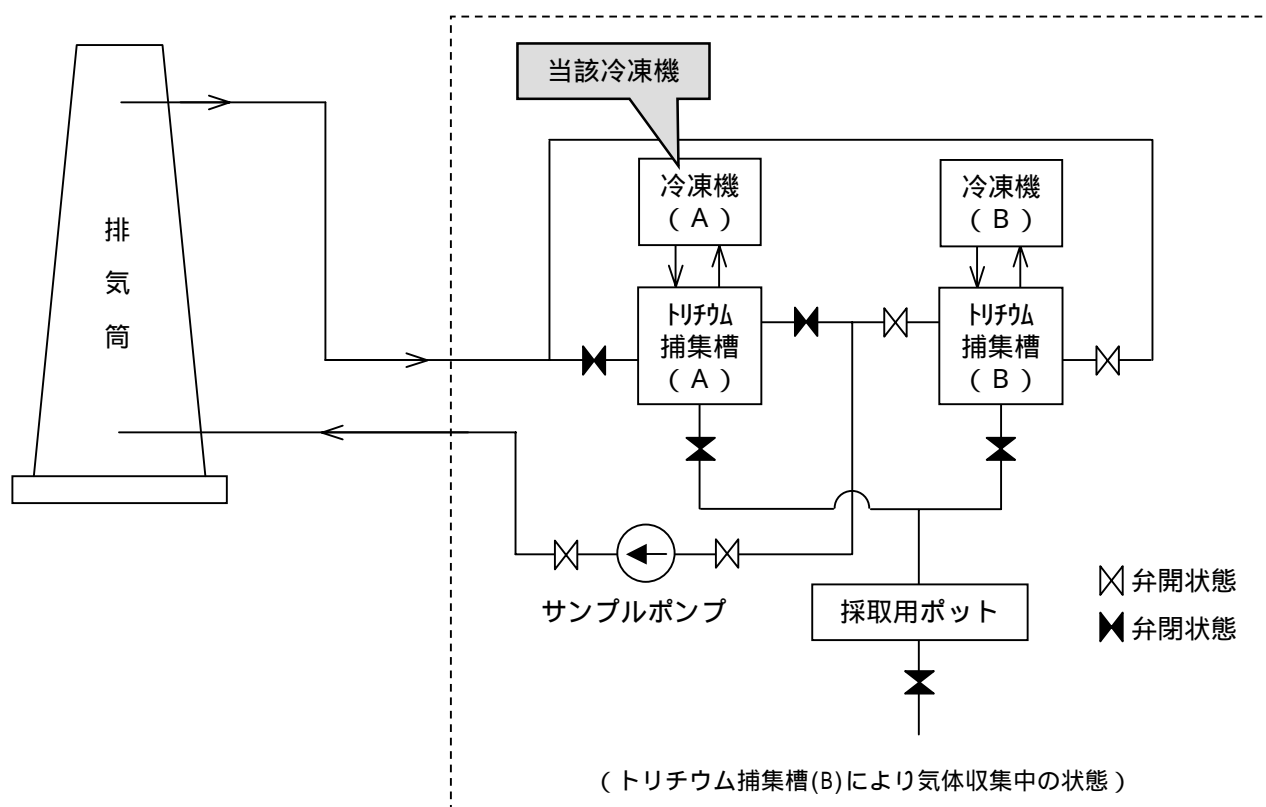 当該冷凍機
排
気
筒
冷凍機
( A )
冷凍機
( B )
トリチウム
捕集槽
( A )
トリチウム
捕集槽
( B )
サンプルポンプ
採取用ポット
弁開状態
弁閉状態
( トリチウム捕集槽(B)により気体収集中の状態 )